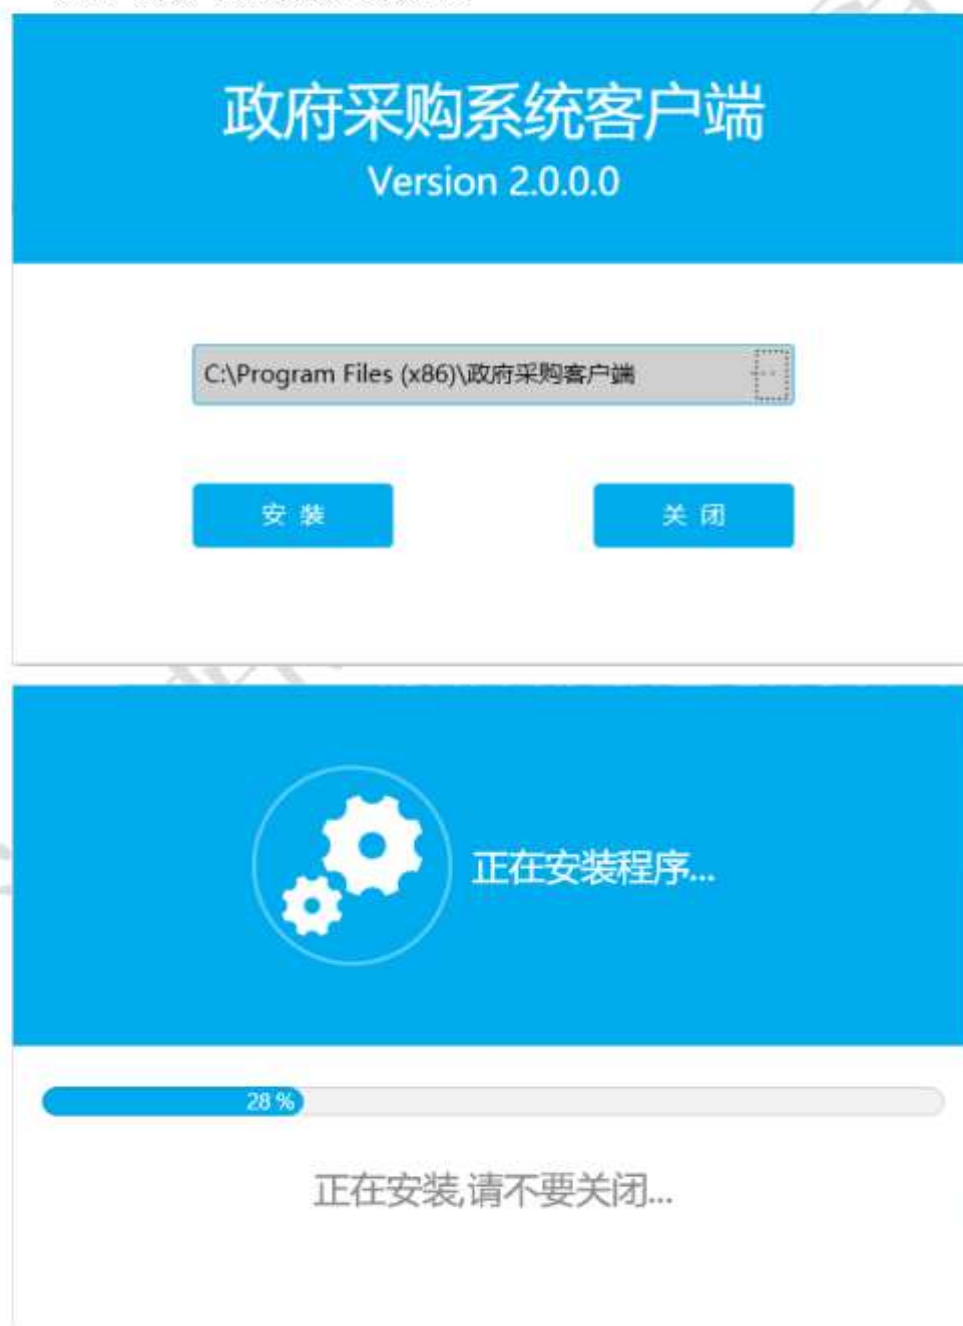 政府采购系统客户端
Version 2.0.0.0
C:\Program Files (x86)\政府采购客户端
安 装
关 闭
正在安装程序...
28 %
正在安装,请不要关闭...